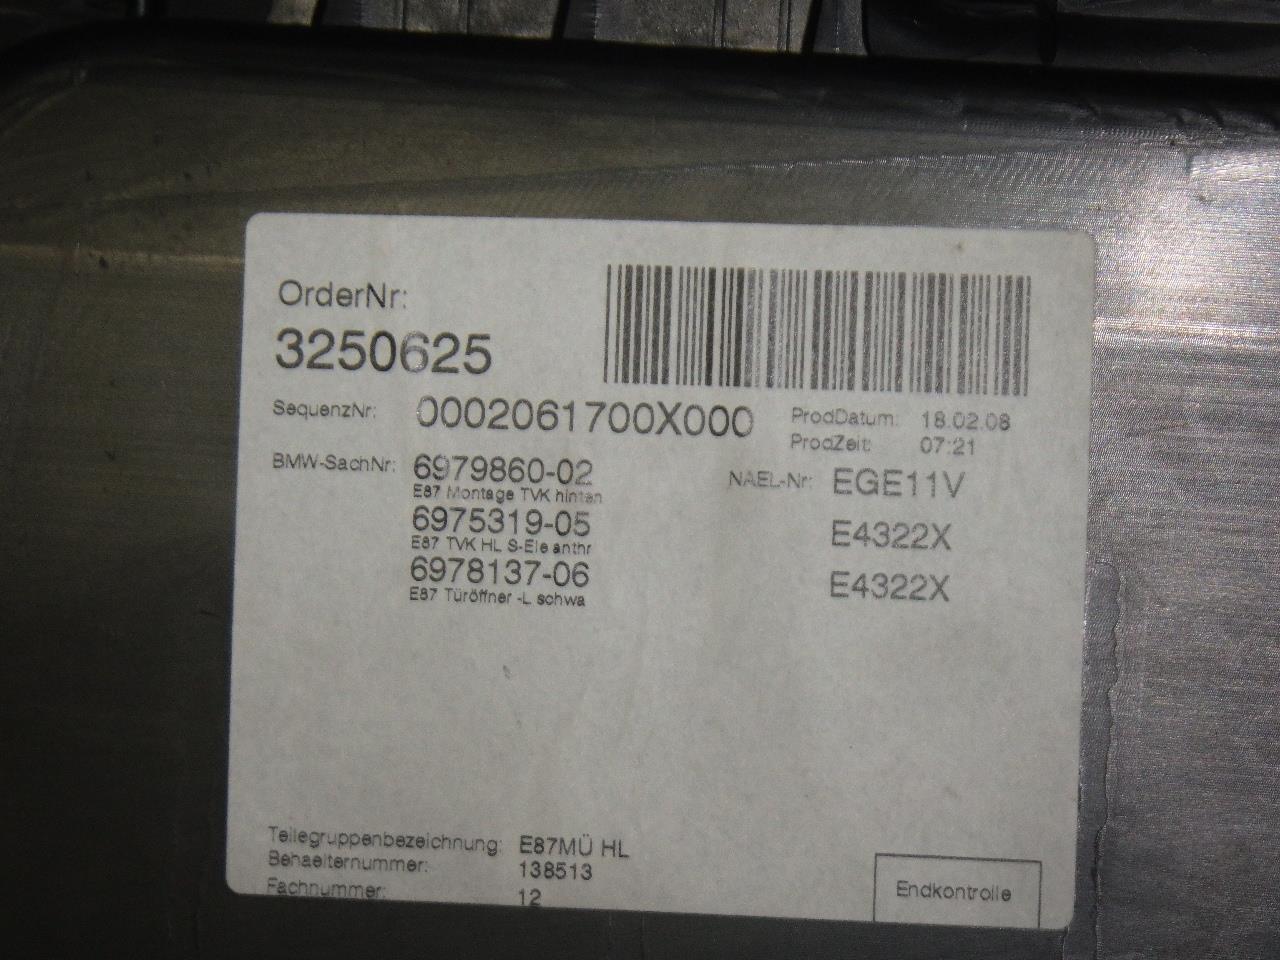 OrderNr:
3250625
SequenzNr: 0002061700X000 ProdDatum: 18.02.08
ProdZeit: 07:21
BMW-SachNr: 6979860-02 NAEL-Nr: EGE11V
E87 Montage TVK hinten
6975319-05 E4322X
E87 TVK HL S-Ele anthr
6978137-06 E4322X
E87 Türöffner -L schwa
Teilegruppenbezeichnung: E87MÜ HL
Behaelternummer: 138513
Fachnummer: 12
Endkontrolle